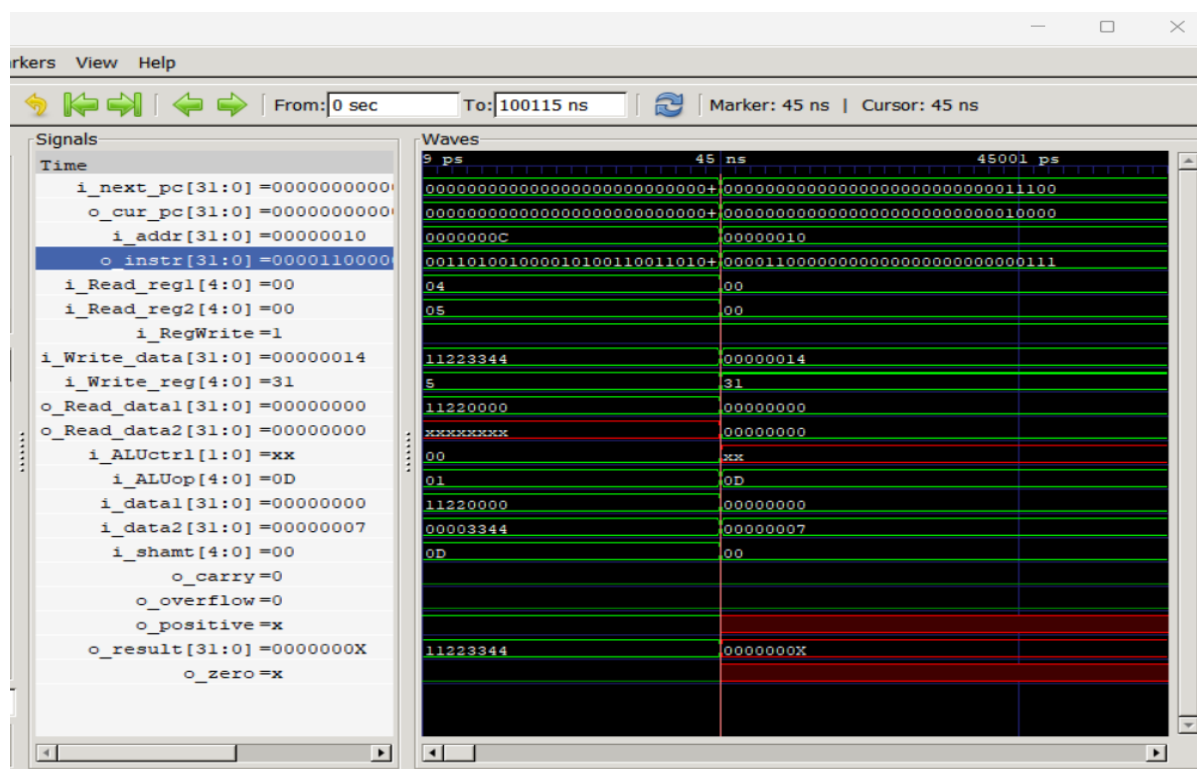 rkers View Help
From: 0 sec To: 100115 ns Marker: 45 ns | Cursor: 45 ns
Signals Waves
Time 9 ps 45 ns 45001 ps
i_next_pc[31:0] =0000000000 000000000000000000000000000+ 00000000000000000000000000011100
o_cur_pc[31:0] =0000000000 000000000000000000000000000+ 00000000000000000000000000010000
i_addr[31:0] =00000010 0000000C 00000010
o_instr[31:0] =0000110000 001101001000010100110011010+ 00001100000000000000000000000111
i_Read_reg1[4:0] =00 04 00
i_Read_reg2[4:0] =00 05 00
i_RegWrite =1
i_Write_data[31:0] =00000014 11223344 00000014
i_Write_reg[4:0] =31 5 31
o_Read_data1[31:0] =00000000 11220000 00000000
o_Read_data2[31:0] =00000000 xxxxxxxx 00000000
i_ALUctrl[1:0] =xx 00 xx
i_ALUop[4:0] =0D 01 0D
i_data1[31:0] =00000000 11220000 00000000
i_data2[31:0] =00000007 00003344 00000007
i_shamt[4:0] =00 0D 00
o_carry =0
o_overflow =0
o_positive =x
o_result[31:0] =0000000X 11223344 0000000X
o_zero =x